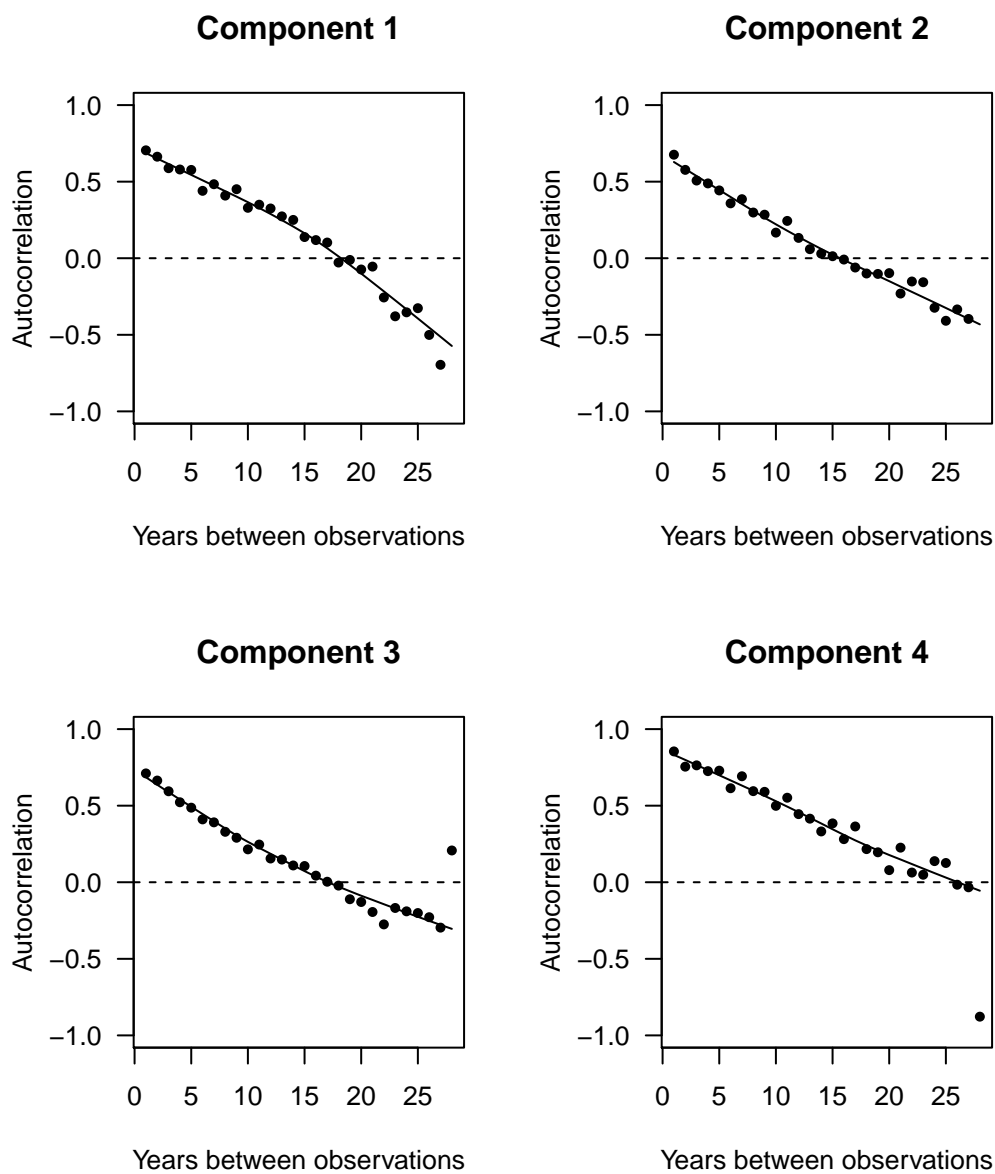 Component 1
1.0
0.5
0.0
−0.5
−1.0
Autocorrelation
0 5 10 15 20 25
Years between observations
Component 2
1.0
0.5
0.0
−0.5
−1.0
Autocorrelation
0 5 10 15 20 25
Years between observations
Component 3
1.0
0.5
0.0
−0.5
−1.0
Autocorrelation
0 5 10 15 20 25
Years between observations
Component 4
1.0
0.5
0.0
−0.5
−1.0
Autocorrelation
0 5 10 15 20 25
Years between observations